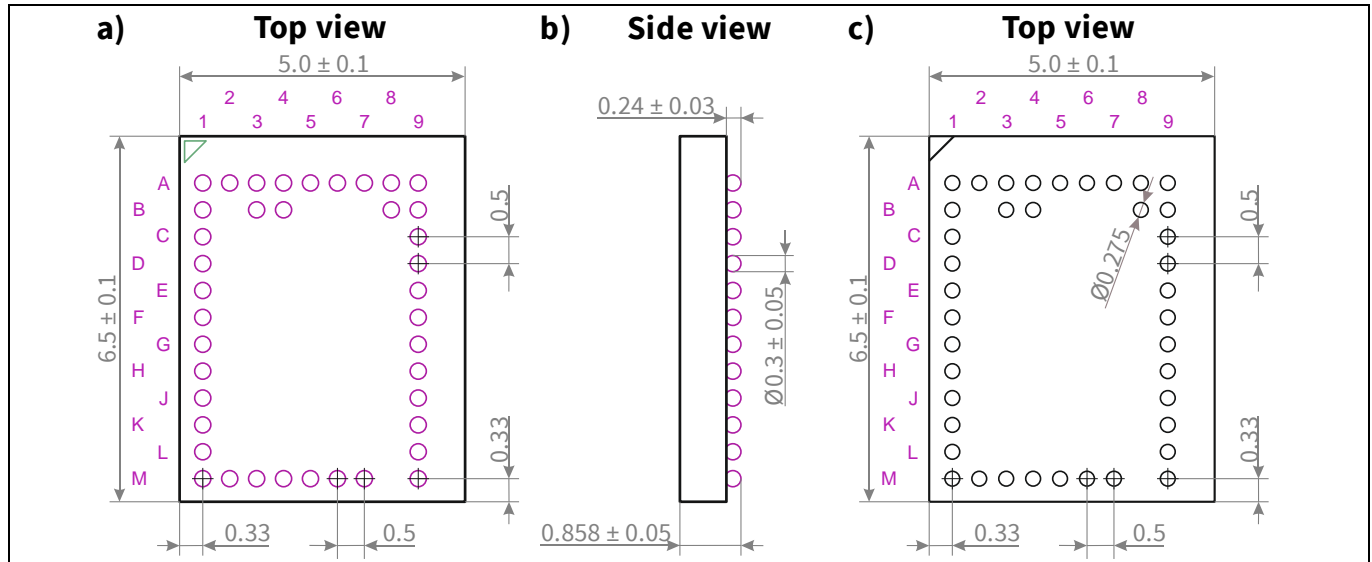 a) Top view
5.0 ± 0.1
2 4 6 8
1 3 5 7 9
A
B
C
D
E
F
G
H
J
K
L
M
6.5 ± 0.1
0.5
0.33
0.33
0.5
b) Side view
0.24 ± 0.03
Ø0.3 ± 0.05
0.858 ± 0.05
c) Top view
5.0 ± 0.1
2 4 6 8
1 3 5 7 9
A
B
C
D
E
F
G
H
J
K
L
M
6.5 ± 0.1
Ø0.275
0.5
0.33
0.33
0.5